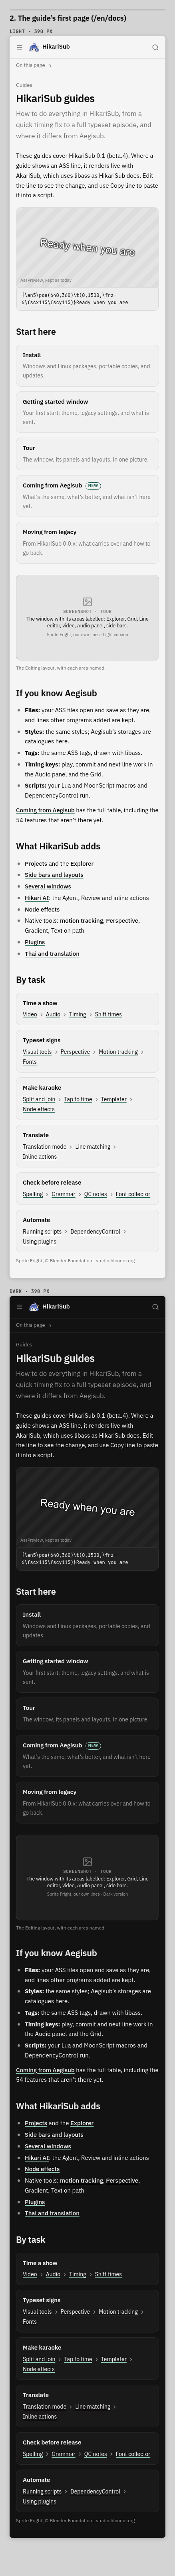 2. The guide's first page (/en/docs)
LIGHT · 390 PX
HikariSub
On this page
Guides
HikariSub guides
How to do everything in HikariSub, from a
quick timing fix to a full typeset episode, and
where it differs from Aegisub.
These guides cover HikariSub 0.1 (beta.4). Where a
guide shows an ASS line, it renders live with
AkariSub, which uses libass as HikariSub does. Edit
the line to see the change, and use Copy line to paste
it into a script.
Ready when you are
{\an5\pos(640,360)\t(0,1500,\frz-
6\fscx115\fscy115)}Ready when you are
Start here
Install
Windows and Linux packages, portable copies, and
updates.
Getting started window
Your first start: theme, legacy settings, and what is
sent.
Tour
The window, its panels and layouts, in one picture.
Coming from Aegisub NEW
What's the same, what's better, and what isn't here
yet.
Moving from legacy
From HikariSub 0.0.x: what carries over and how to
go back.
SCREENSHOT · TOUR
The window with its areas labelled: Explorer, Grid, Line
editor, video, Audio panel, side bars.
Sprite Fright, our own lines · Light version
The Editing layout, with each area named.
If you know Aegisub
Files: your ASS files open and save as they are,
and lines other programs added are kept.
Styles: the same styles; Aegisub's storages are
catalogues here.
Tags: the same ASS tags, drawn with libass.
Timing keys: play, commit and next line work in
the Audio panel and the Grid.
Scripts: your Lua and MoonScript macros and
DependencyControl run.
Coming from Aegisub has the full table, including the
54 features that aren't there yet.
What HikariSub adds
Projects and the Explorer
Side bars and layouts
Several windows
Hikari AI: the Agent, Review and inline actions
Node effects
Native tools: motion tracking, Perspective,
Gradient, Text on path
Plugins
Thai and translation
By task
Time a show
Video › Audio › Timing › Shift times
Typeset signs
Visual tools › Perspective › Motion tracking ›
Fonts
Make karaoke
Split and join › Tap to time › Templater ›
Node effects
Translate
Translation mode › Line matching ›
Inline actions
Check before release
Spelling › Grammar › QC notes › Font collector
Automate
Running scripts › DependencyControl ›
Using plugins
Sprite Fright, © Blender Foundation | studio.blender.org
DARK · 390 PX
HikariSub
On this page
Guides
HikariSub guides
How to do everything in HikariSub, from a
quick timing fix to a full typeset episode, and
where it differs from Aegisub.
These guides cover HikariSub 0.1 (beta.4). Where a
guide shows an ASS line, it renders live with
AkariSub, which uses libass as HikariSub does. Edit
the line to see the change, and use Copy line to paste
it into a script.
Ready when you are
{\an5\pos(640,360)\t(0,1500,\frz-
6\fscx115\fscy115)}Ready when you are
Start here
Install
Windows and Linux packages, portable copies, and
updates.
Getting started window
Your first start: theme, legacy settings, and what is
sent.
Tour
The window, its panels and layouts, in one picture.
Coming from Aegisub NEW
What's the same, what's better, and what isn't here
yet.
Moving from legacy
From HikariSub 0.0.x: what carries over and how to
go back.
SCREENSHOT · TOUR
The window with its areas labelled: Explorer, Grid, Line
editor, video, Audio panel, side bars.
Sprite Fright, our own lines · Dark version
The Editing layout, with each area named.
If you know Aegisub
Files: your ASS files open and save as they are,
and lines other programs added are kept.
Styles: the same styles; Aegisub's storages are
catalogues here.
Tags: the same ASS tags, drawn with libass.
Timing keys: play, commit and next line work in
the Audio panel and the Grid.
Scripts: your Lua and MoonScript macros and
DependencyControl run.
Coming from Aegisub has the full table, including the
54 features that aren't there yet.
What HikariSub adds
Projects and the Explorer
Side bars and layouts
Several windows
Hikari AI: the Agent, Review and inline actions
Node effects
Native tools: motion tracking, Perspective,
Gradient, Text on path
Plugins
Thai and translation
By task
Time a show
Video › Audio › Timing › Shift times
Typeset signs
Visual tools › Perspective › Motion tracking ›
Fonts
Make karaoke
Split and join › Tap to time › Templater ›
Node effects
Translate
Translation mode › Line matching ›
Inline actions
Check before release
Spelling › Grammar › QC notes › Font collector
Automate
Running scripts › DependencyControl ›
Using plugins
Sprite Fright, © Blender Foundation | studio.blender.org